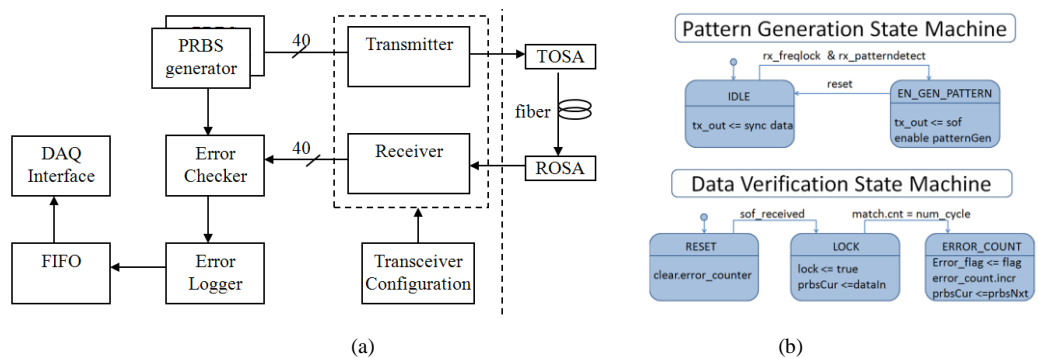 PRBS
generator
40
Transmitter
TOSA
fiber
DAQ
Interface
Error
Checker
40
Receiver
ROSA
FIFO
Error
Logger
Transceiver
Configuration
(a)
Pattern Generation State Machine
rx_freqlock & rx_patterndetect
IDLE
reset
EN_GEN_PATTERN
tx_out <= sync data
tx_out <= sof
enable patternGen
Data Verification State Machine
sof_received
match.cnt = num_cycle
RESET
LOCK
ERROR_COUNT
clear.error_counter
lock <= true
prbsCur <=dataIn
Error_flag <= flag
error_count.incr
prbsCur <=prbsNxt
(b)